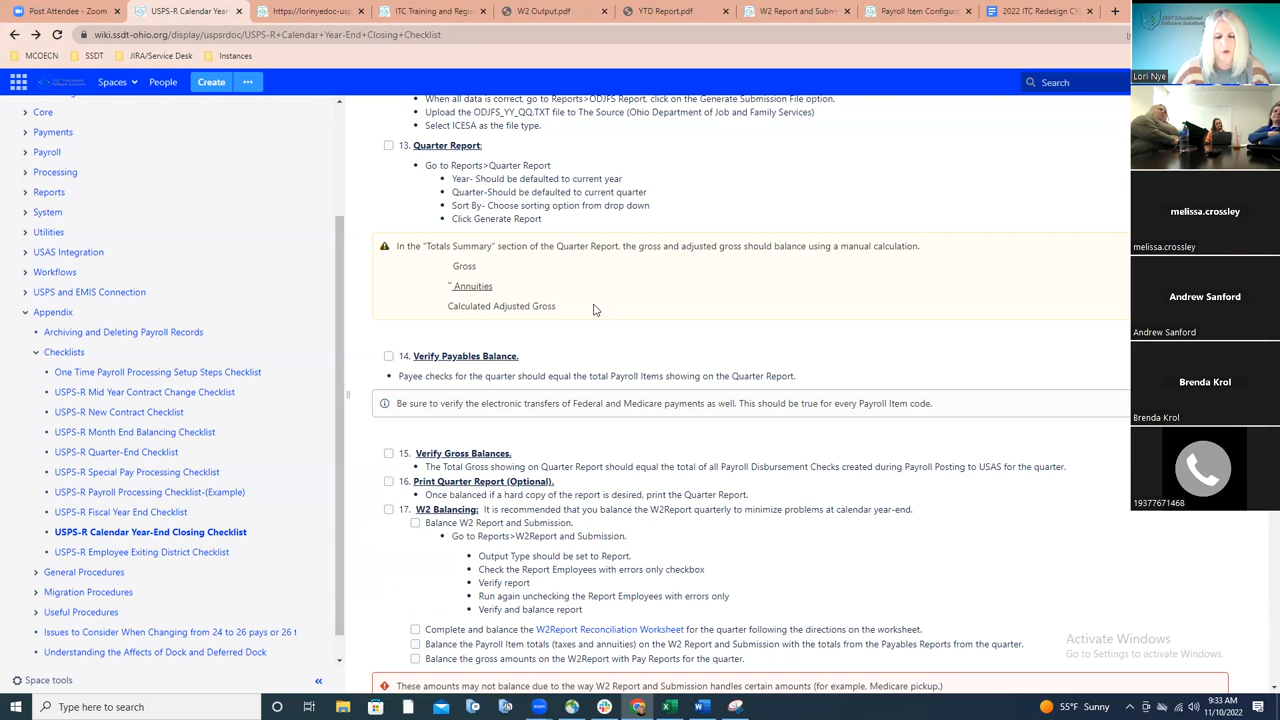 Post Attendee - Zoom
USPS-R Calendar Yea
https://lorinyedoc-us
ITC Training and Rec
W2 Output.pdf
YTD Report.pdf
W2 Report and Subm
Payroll Item Configur
2022 ITC Redesign CY
wiki.ssdt-ohio.org/display/uspsrdoc/USPS-R+Calendar+Year-End+Closing+Checklist
MCOECN
SSDT
JIRA/Service Desk
Instances
Spaces
People
Create
Search
Core
Payments
Payroll
Processing
Reports
System
Utilities
USAS Integration
Workflows
USPS and EMIS Connection
Appendix
Archiving and Deleting Payroll Records
Checklists
One Time Payroll Processing Setup Steps Checklist
USPS-R Mid Year Contract Change Checklist
USPS-R New Contract Checklist
USPS-R Month End Balancing Checklist
USPS-R Quarter-End Checklist
USPS-R Special Pay Processing Checklist
USPS-R Payroll Processing Checklist-(Example)
USPS-R Fiscal Year End Checklist
USPS-R Calendar Year-End Closing Checklist
USPS-R Employee Exiting District Checklist
General Procedures
Migration Procedures
Useful Procedures
Issues to Consider When Changing from 24 to 26 pays or 26 t
Understanding the Affects of Dock and Deferred Dock
Space tools
When all data is correct, go to Reports>ODJFS Report, click on the Generate Submission File option.
Upload the ODJFS_YY_QQ.TXT file to The Source (Ohio Department of Job and Family Services)
Select ICESA as the file type.
13. Quarter Report:
Go to Reports>Quarter Report
Year- Should be defaulted to current year
Quarter-Should be defaulted to current quarter
Sort By- Choose sorting option from drop down
Click Generate Report
In the "Totals Summary" section of the Quarter Report, the gross and adjusted gross should balance using a manual calculation.
Gross
- Annuities
Calculated Adjusted Gross
14. Verify Payables Balance.
Payee checks for the quarter should equal the total Payroll Items showing on the Quarter Report.
Be sure to verify the electronic transfers of Federal and Medicare payments as well. This should be true for every Payroll Item code.
15. Verify Gross Balances.
The Total Gross showing on Quarter Report should equal the total of all Payroll Disbursement Checks created during Payroll Posting to USAS for the quarter.
16. Print Quarter Report (Optional).
Once balanced if a hard copy of the report is desired, print the Quarter Report.
17. W2 Balancing: It is recommended that you balance the W2Report quarterly to minimize problems at calendar year-end.
Balance W2 Report and Submission.
Go to Reports>W2Report and Submission.
Output Type should be set to Report.
Check the Report Employees with errors only checkbox
Verify report
Run again unchecking the Report Employees with errors only
Verify and balance report
Complete and balance the W2Report Reconciliation Worksheet for the quarter following the directions on the worksheet.
Balance the Payroll Item totals (taxes and annuities) on the W2 Report and Submission with the totals from the Payables Reports from the quarter.
Balance the gross amounts on the W2Report with Pay Reports for the quarter.
These amounts may not balance due to the way W2 Report and Submission handles certain amounts (for example, Medicare pickup.)
Lori Nye
melissa.crossley
melissa.crossley
Andrew Sanford
Andrew Sanford
Brenda Krol
Brenda Krol
19377671468
Activate Windows
Go to Settings to activate Windows.
Type here to search
55°F Sunny
9:33 AM
11/10/2022